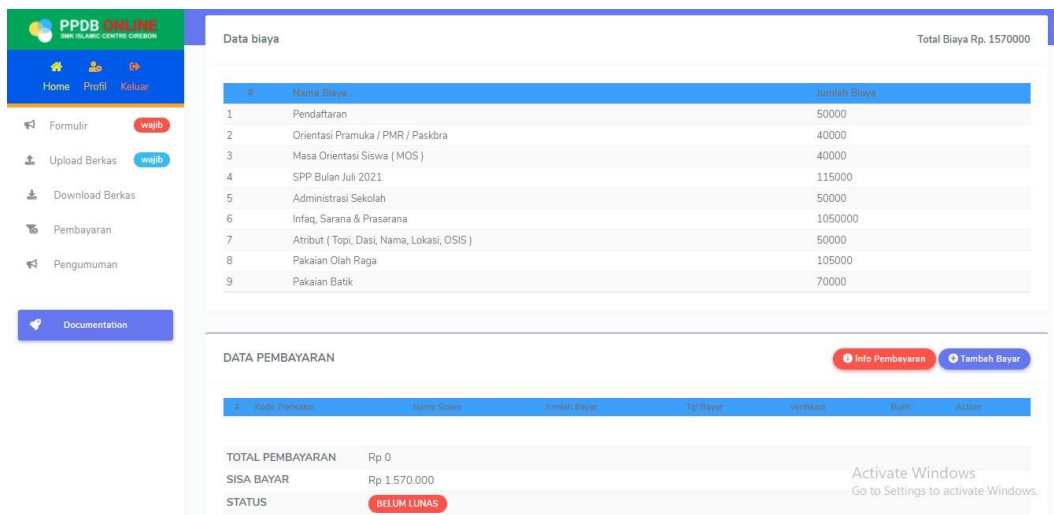 PPDB ONLINE
SMK ISLAMIC CENTRE CIREBON
Home Profil Keluar
Formulir wajib
Upload Berkas wajib
Download Berkas
Pembayaran
Pengumuman
Documentation
Data biaya Total Biaya Rp. 1570000
# Nama Biaya Jumlah Biaya
1 Pendaftaran 50000
2 Orientasi Pramuka / PMR / Paskbra 40000
3 Masa Orientasi Siswa ( MOS ) 40000
4 SPP Bulan Juli 2021 115000
5 Administrasi Sekolah 50000
6 Infaq, Sarana & Prasarana 1050000
7 Atribut ( Topi, Dasi, Nama, Lokasi, OSIS ) 50000
8 Pakaian Olah Raga 105000
9 Pakaian Batik 70000
DATA PEMBAYARAN Info Pembayaran Tambah Bayar
# Kode Transaksi Nama Siswa Jumlah Bayar Tgl Bayar verifikasi Bukti Action
TOTAL PEMBAYARAN Rp 0
SISA BAYAR Rp 1.570.000
STATUS BELUM LUNAS
Activate Windows
Go to Settings to activate Windows.